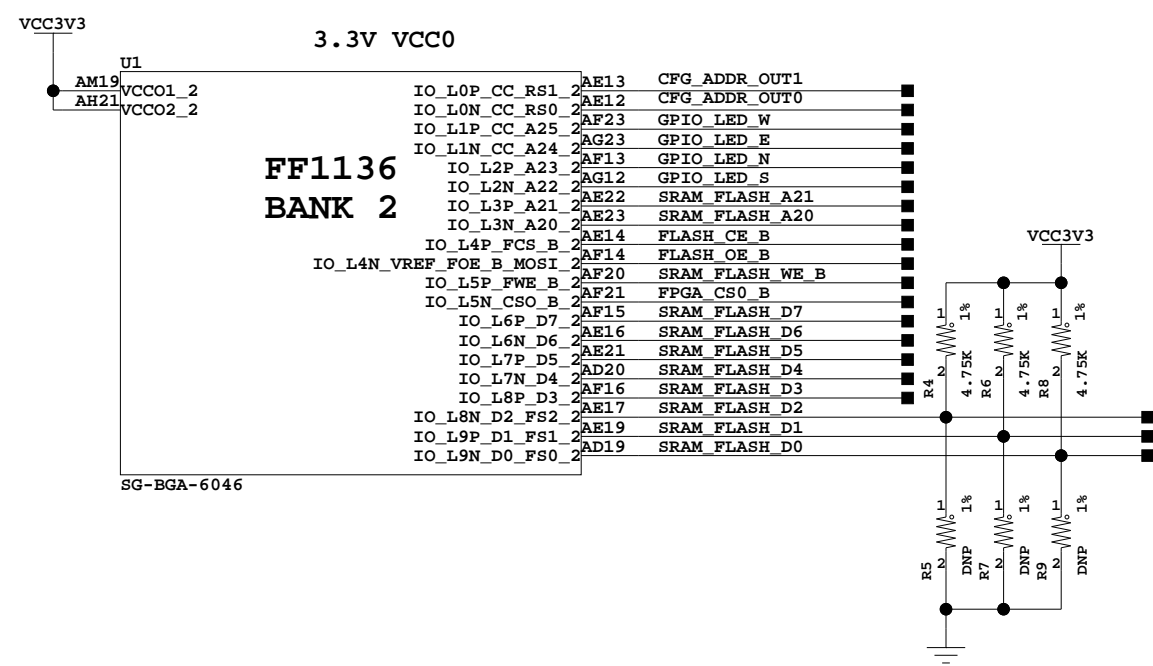 VCC3V3
3.3V VCC0
U1
AM19
AH21
VCCO1_2
VCCO2_2
FF1136
BANK 2
IO_L0P_CC_RS1_2 AE13 CFG_ADDR_OUT1
IO_L0N_CC_RS0_2 AE12 CFG_ADDR_OUT0
IO_L1P_CC_A25_2 AF23 GPIO_LED_W
IO_L1N_CC_A24_2 AG23 GPIO_LED_E
IO_L2P_A23_2 AF13 GPIO_LED_N
IO_L2N_A22_2 AG12 GPIO_LED_S
IO_L3P_A21_2 AE22 SRAM_FLASH_A21
IO_L3N_A20_2 AE23 SRAM_FLASH_A20
IO_L4P_FCS_B_2 AE14 FLASH_CE_B
IO_L4N_VREF_FOE_B_MOSI_2 AF14 FLASH_OE_B
IO_L5P_FWE_B_2 AF20 SRAM_FLASH_WE_B
IO_L5N_CSO_B_2 AF21 FPGA_CS0_B
IO_L6P_D7_2 AF15 SRAM_FLASH_D7
IO_L6N_D6_2 AE16 SRAM_FLASH_D6
IO_L7P_D5_2 AE21 SRAM_FLASH_D5
IO_L7N_D4_2 AD20 SRAM_FLASH_D4
IO_L8P_D3_2 AF16 SRAM_FLASH_D3
IO_L8N_D2_FS2_2 AE17 SRAM_FLASH_D2
IO_L9P_D1_FS1_2 AE19 SRAM_FLASH_D1
IO_L9N_D0_FS0_2 AD19 SRAM_FLASH_D0
SG-BGA-6046
VCC3V3
1 1% 1 1% 1 1%
R4 2 4.75K R6 2 4.75K R8 2 4.75K
1 1% 1 1% 1 1%
R5 2 DNP R7 2 DNP R9 2 DNP